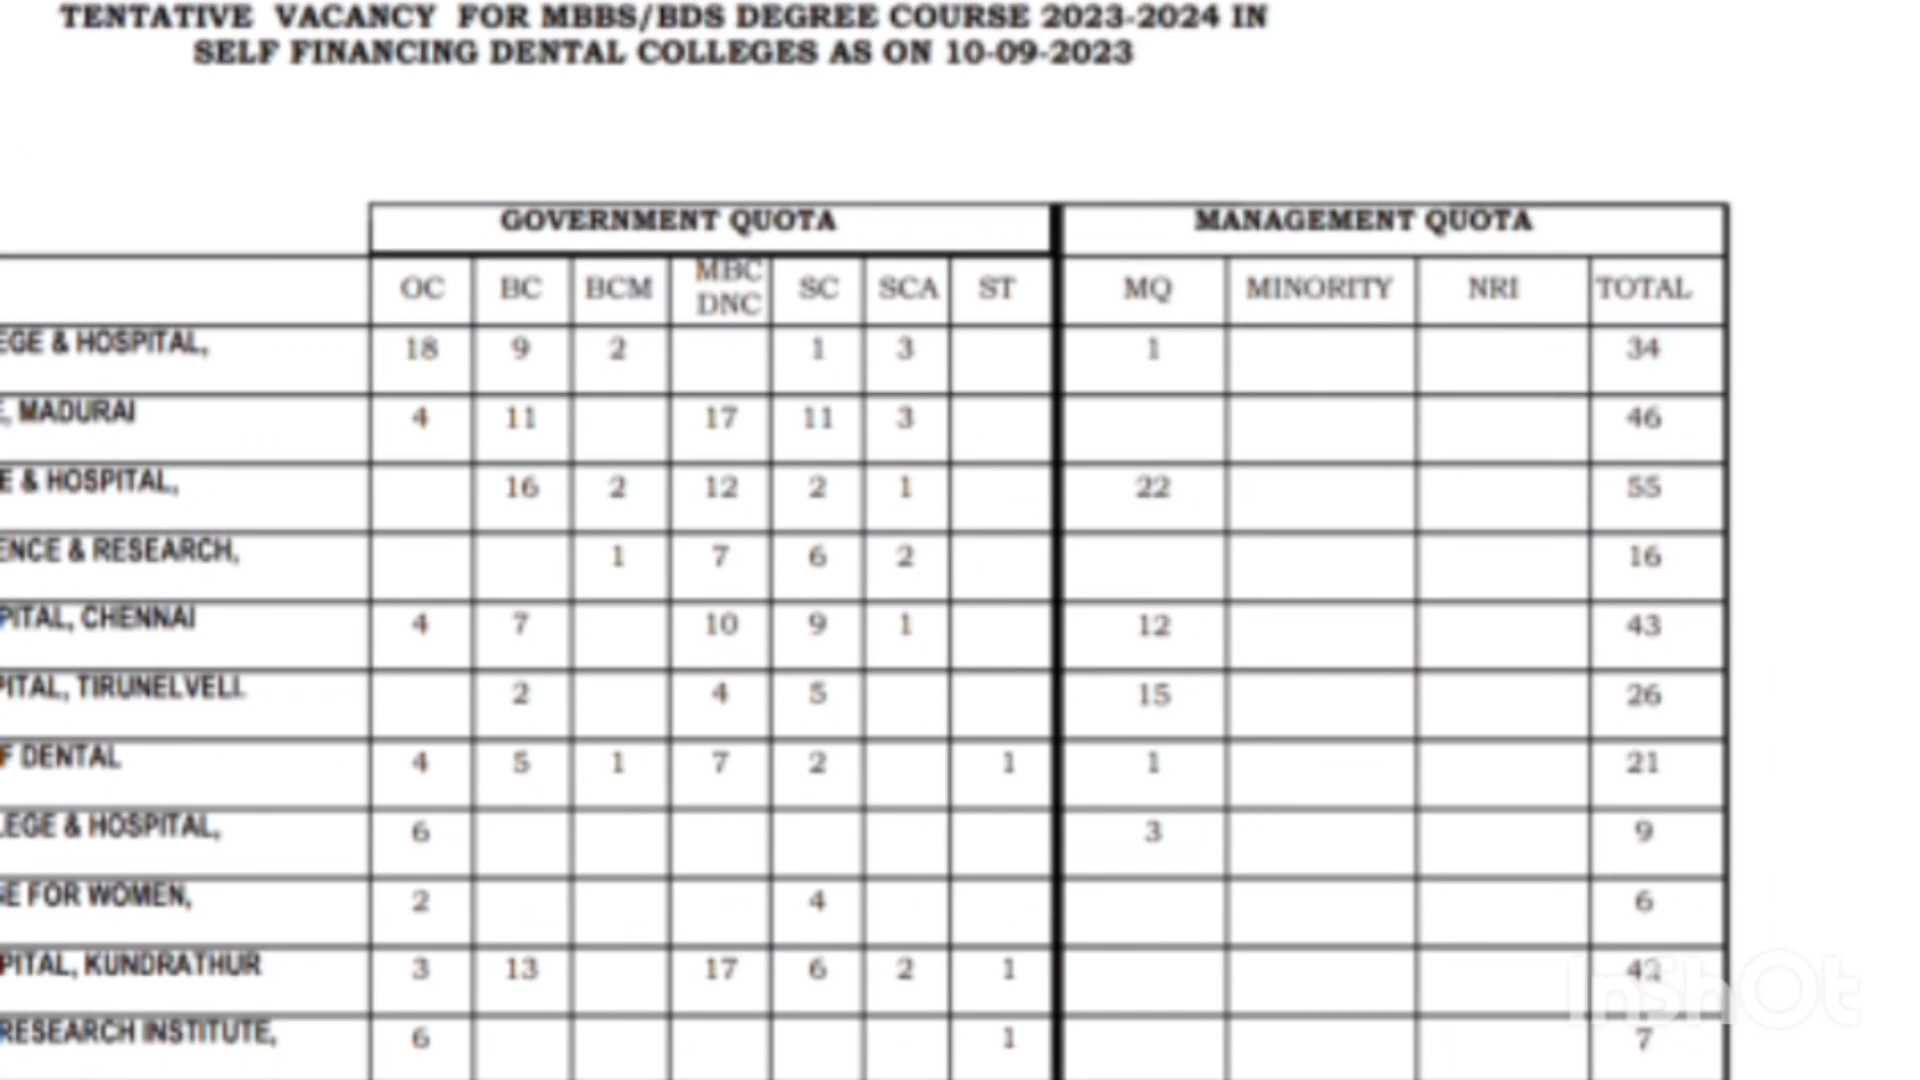 TENTATIVE VACANCY FOR MBBS/BDS DEGREE COURSE 2023-2024 IN
SELF FINANCING DENTAL COLLEGES AS ON 10-09-2023
GOVERNMENT QUOTA MANAGEMENT QUOTA
OC BC BCM MBC DNC SC SCA ST MQ MINORITY NRI TOTAL
EGE & HOSPITAL, 18 9 2 1 3 1 34
, MADURAI 4 11 17 11 3 46
E & HOSPITAL, 16 2 12 2 1 22 55
ENCE & RESEARCH, 1 7 6 2 16
PITAL, CHENNAI 4 7 10 9 1 12 43
PITAL, TIRUNELVELI. 2 4 5 15 26
F DENTAL 4 5 1 7 2 1 1 21
LEGE & HOSPITAL, 6 3 9
GE FOR WOMEN, 2 4 6
PITAL, KUNDRATHUR 3 13 17 6 2 1 42
RESEARCH INSTITUTE, 6 1 7
InShOt